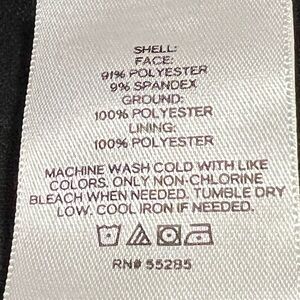 SHELL:
FACE:
91% POLYESTER
9% SPANDEX
GROUND:
100% POLYESTER
LINING:
100% POLYESTER
MACHINE WASH COLD WITH LIKE
COLORS. ONLY NON-CHLORINE
BLEACH WHEN NEEDED. TUMBLE DRY
LOW. COOL IRON IF NEEDED.
RN# 55285